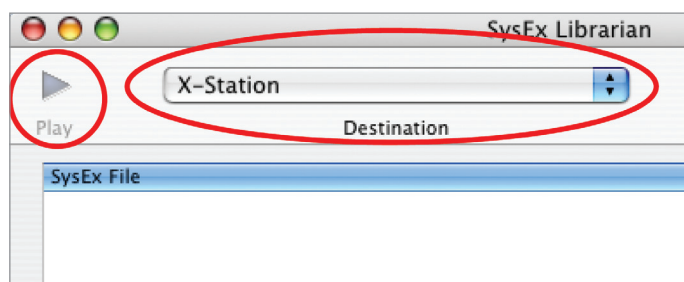 SysEx Librarian
X-Station
Play
Destination
SysEx File